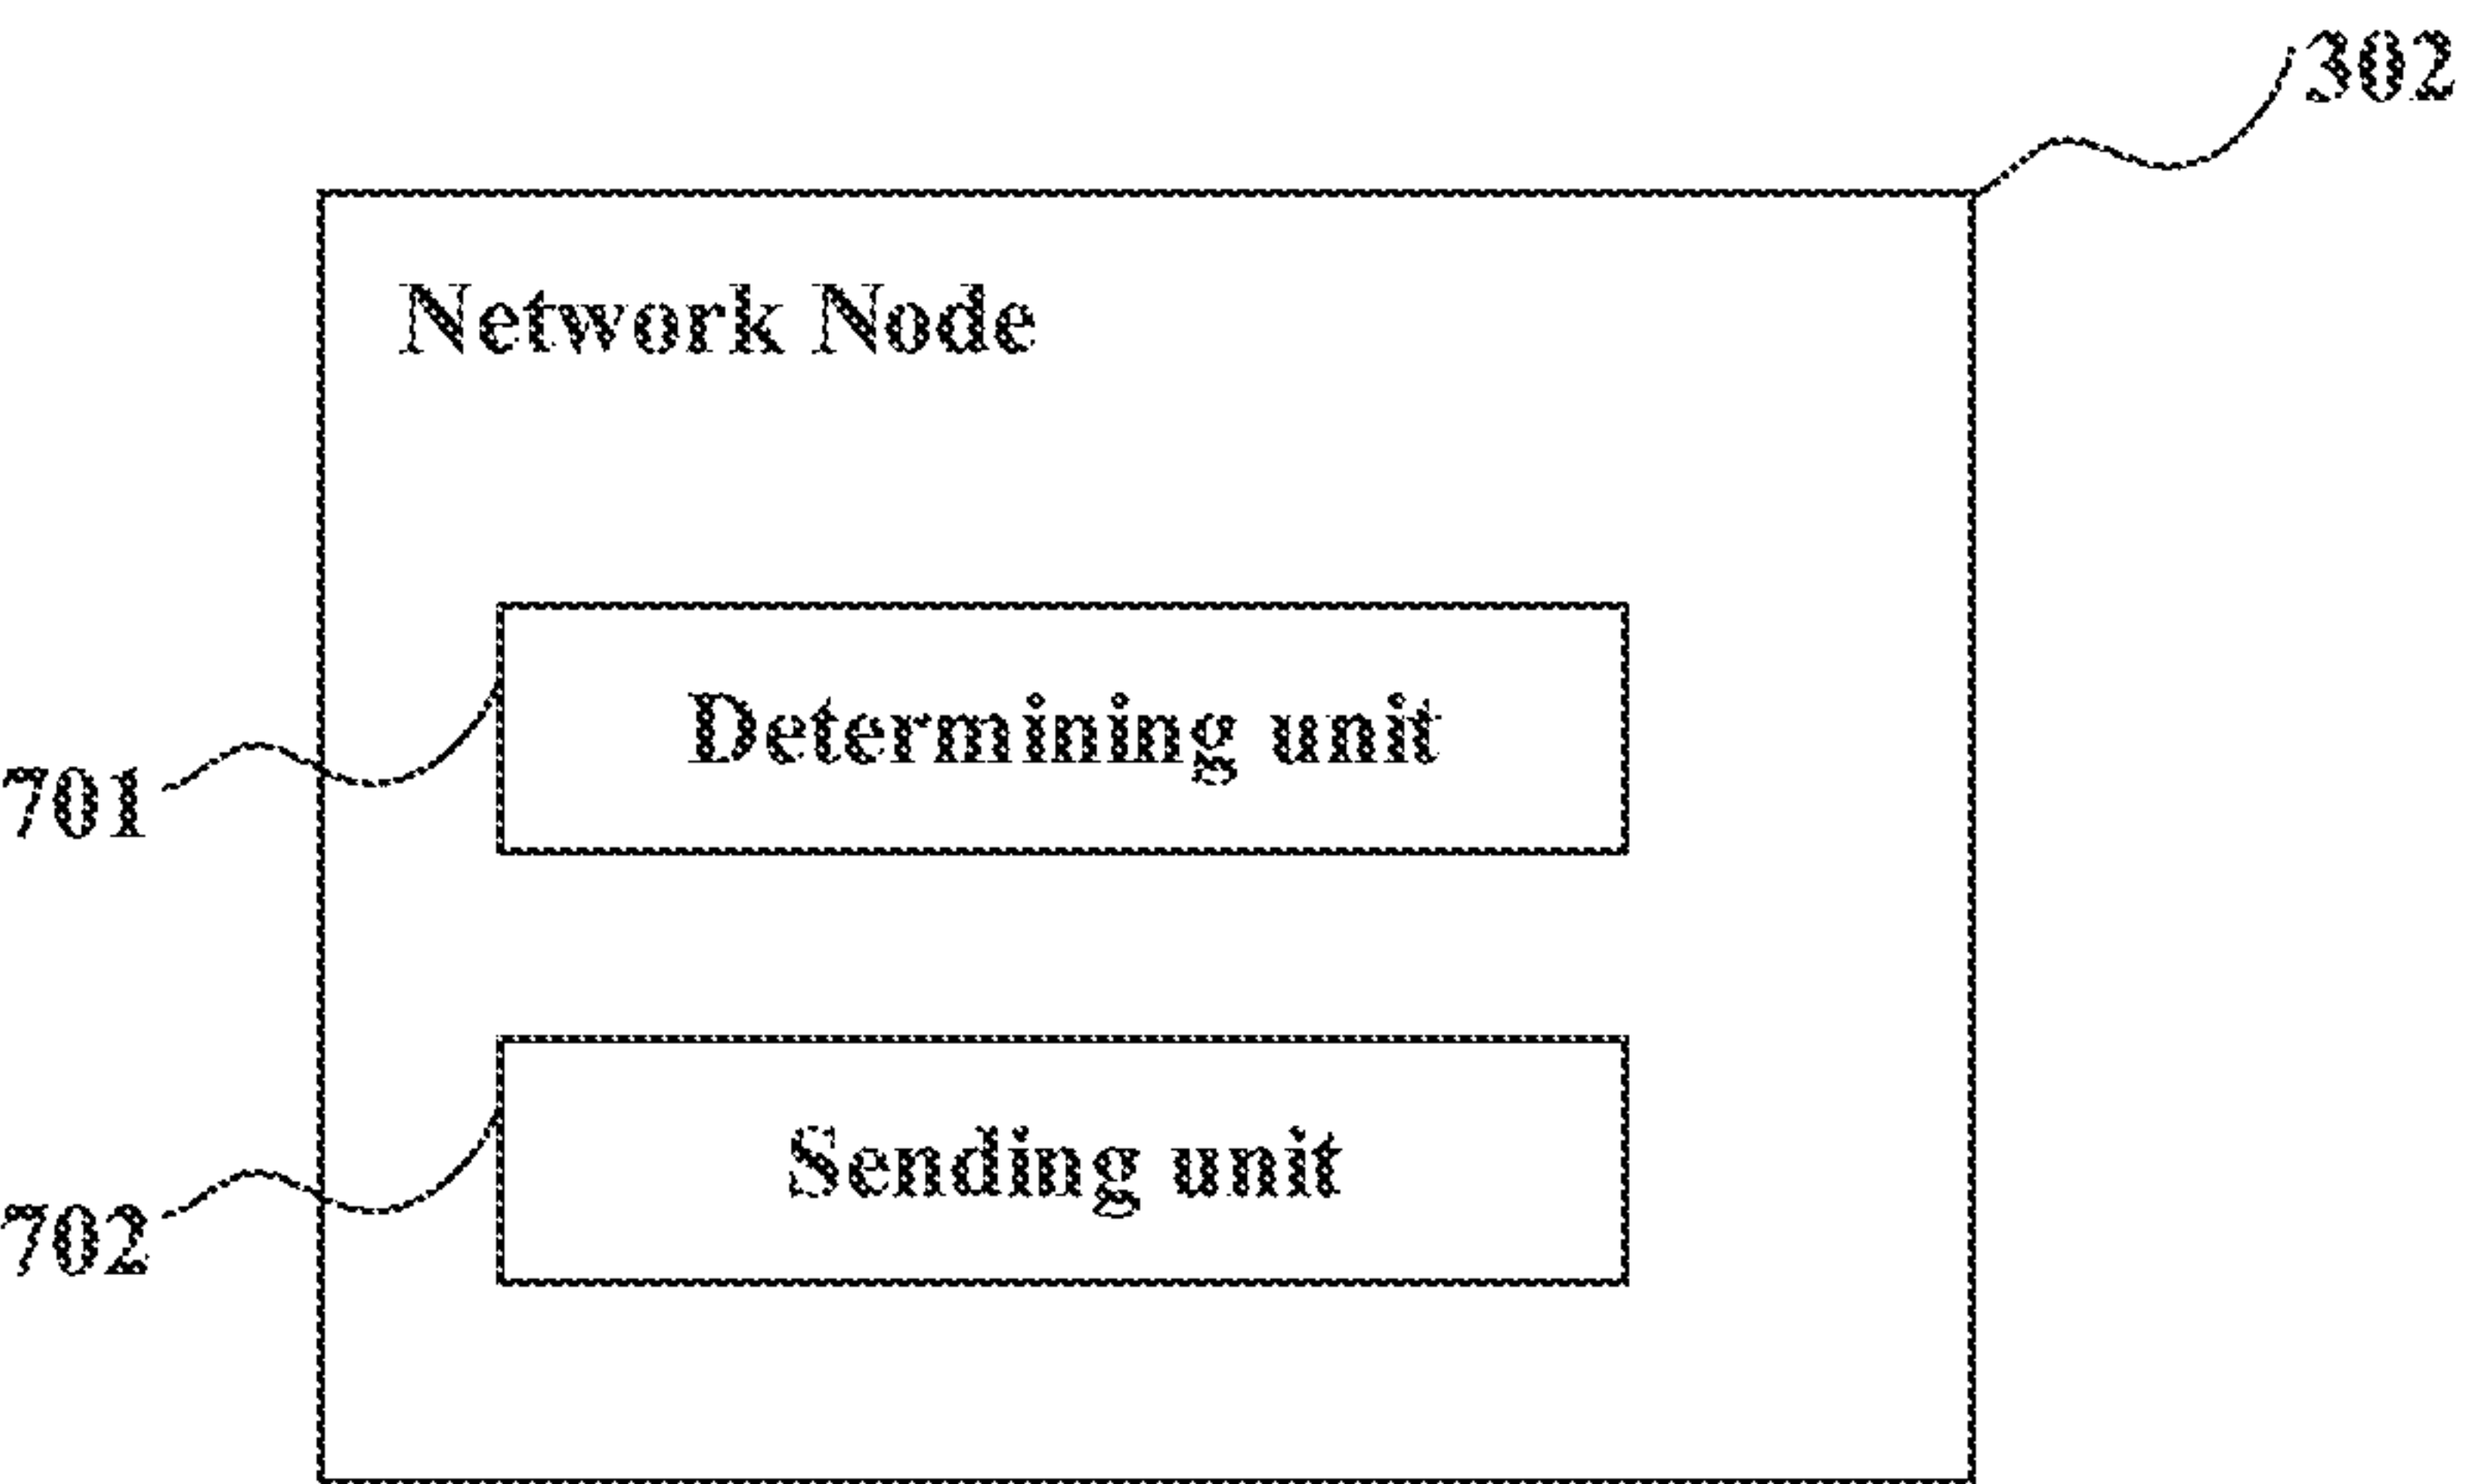 302
Network Node
Determining unit
701
Sending unit
702